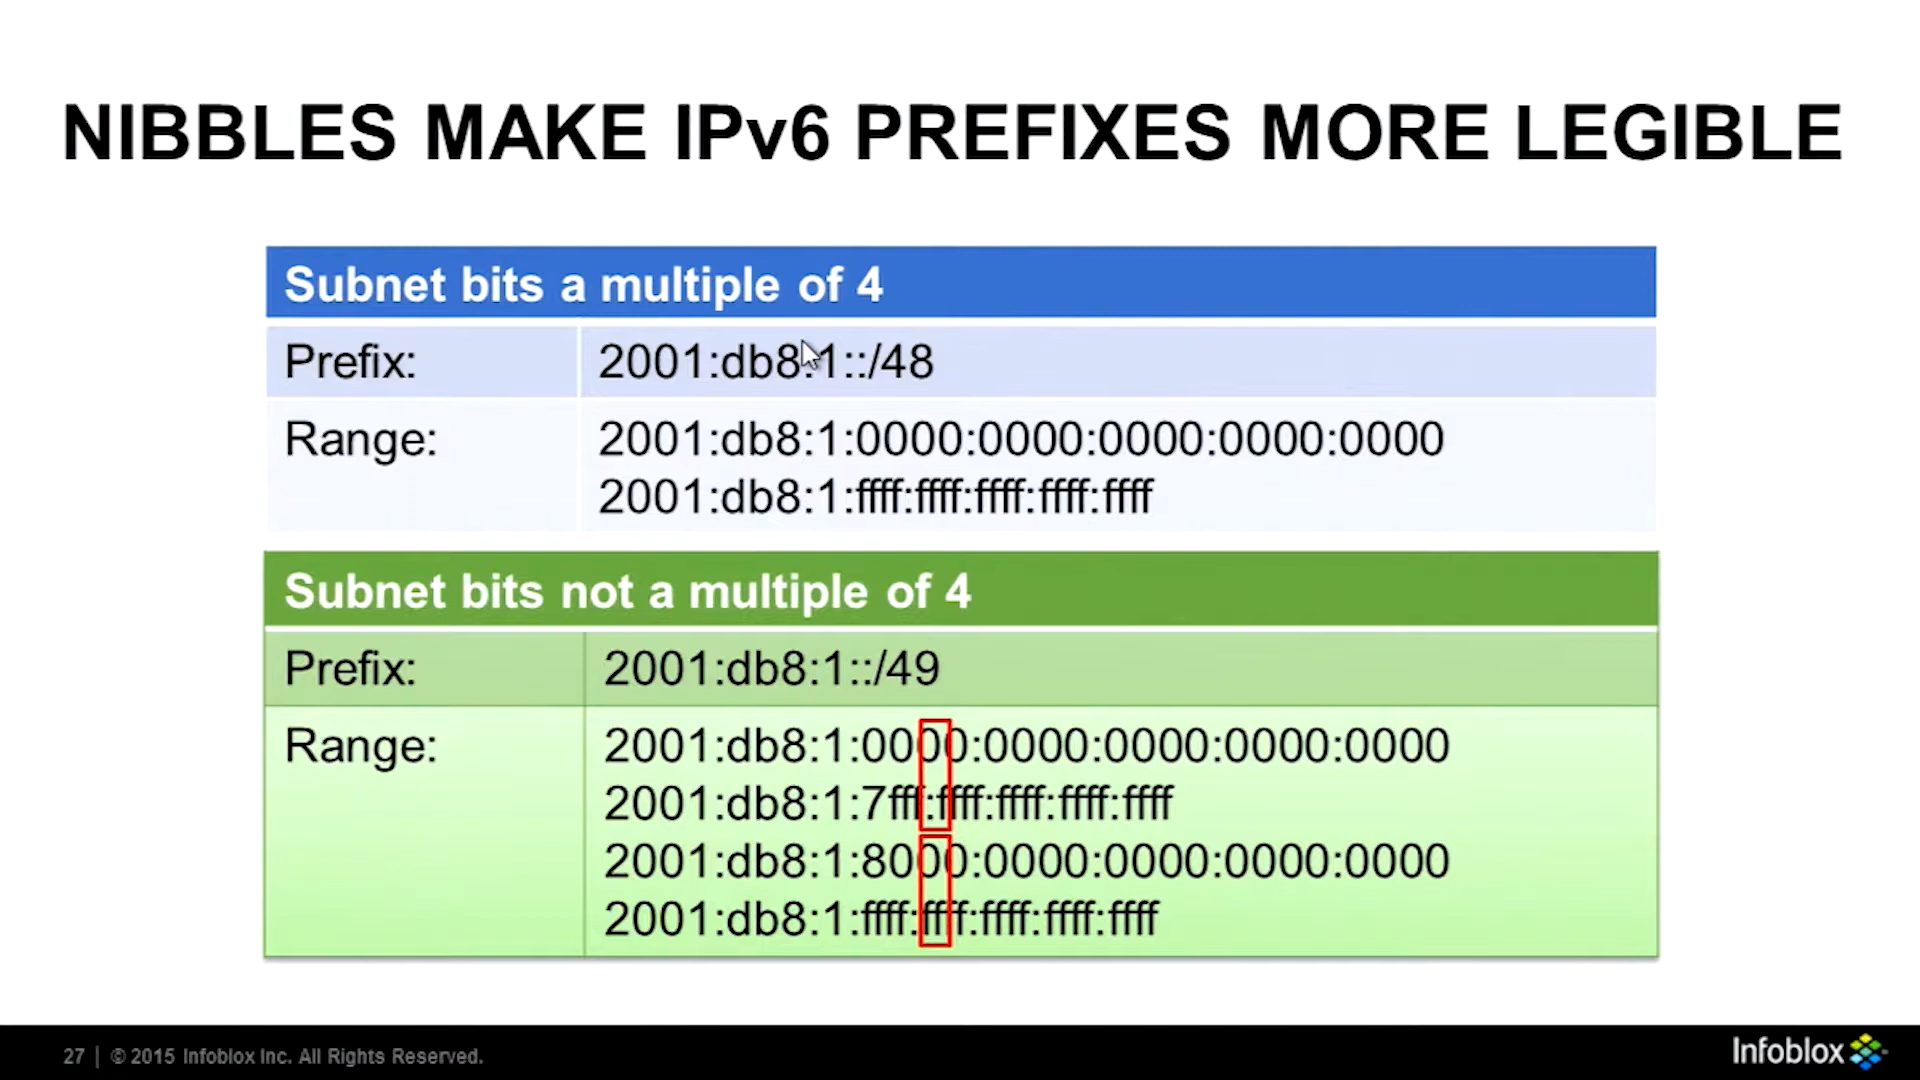 NIBBLES MAKE IPv6 PREFIXES MORE LEGIBLE
Subnet bits a multiple of 4
Prefix: 2001:db8:1::/48
Range: 2001:db8:1:0000:0000:0000:0000:0000
2001:db8:1:ffff:ffff:ffff:ffff:ffff
Subnet bits not a multiple of 4
Prefix: 2001:db8:1::/49
Range: 2001:db8:1:0000:0000:0000:0000:0000
2001:db8:1:7fff:ffff:ffff:ffff:ffff
2001:db8:1:8000:0000:0000:0000:0000
2001:db8:1:ffff:ffff:ffff:ffff:ffff
27 | © 2015 Infoblox Inc. All Rights Reserved.
Infoblox